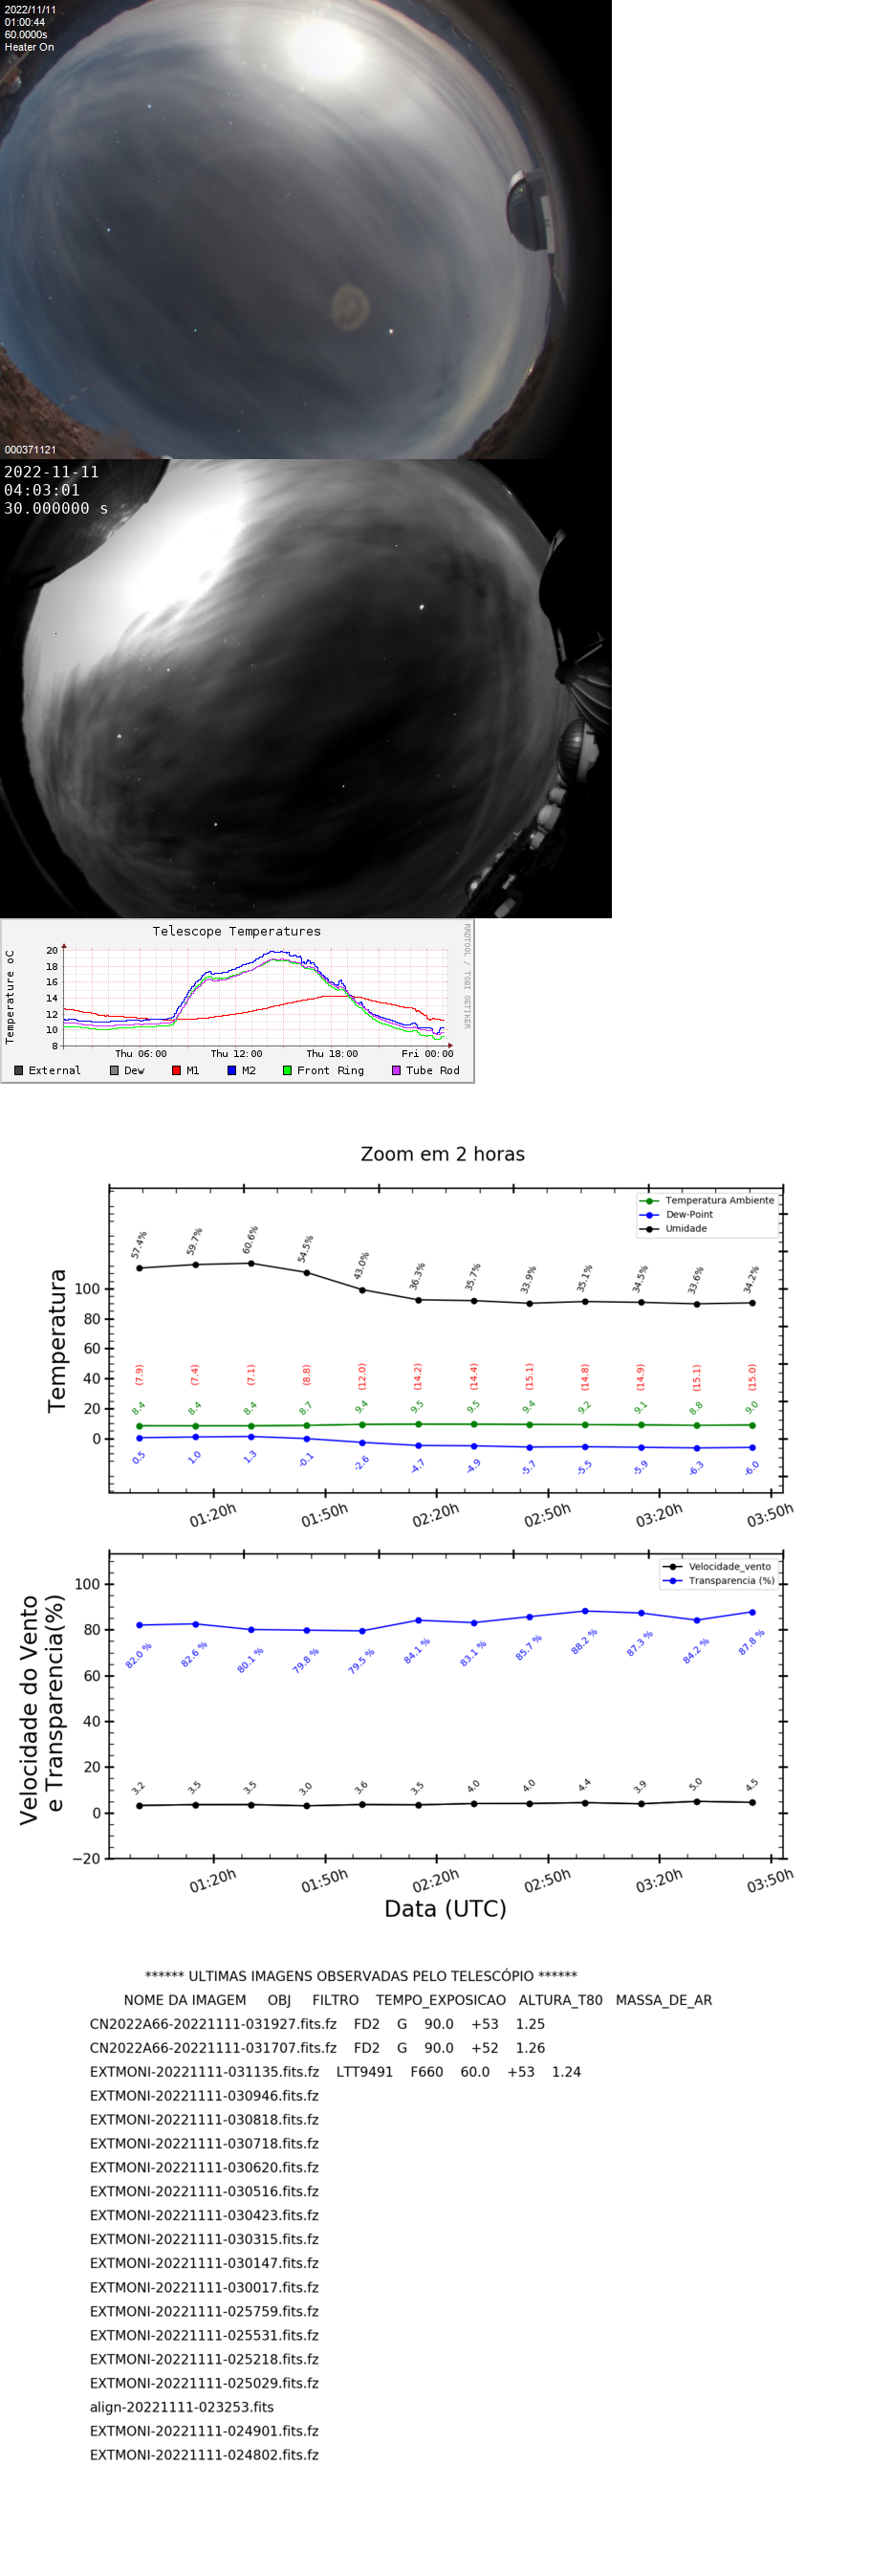 2022/11/11
01:00:44
60.0000s
Heater On
000371121
2022-11-11
04:03:01
30.000000 s
Telescope Temperatures
RRDTOOL / TOBI OETIKER
Temperature oC
20
18
16
14
12
10
8
Thu 06:00 Thu 12:00 Thu 18:00 Fri 00:00
External Dew M1 M2 Front Ring Tube Rod
Zoom em 2 horas
Temperatura Ambiente
Dew-Point
Umidade
Temperatura
57.4% 59.7% 60.6% 54.5% 43.0% 36.3% 35.7% 33.9% 35.1% 34.5% 33.6% 34.2%
100
80
60
40
20
0
(7.9) (7.4) (7.1) (8.8) (12.0) (14.2) (14.4) (15.1) (14.8) (14.9) (15.1) (15.0)
8.4 8.4 8.4 8.7 9.4 9.5 9.5 9.4 9.2 9.1 8.8 9.0
0.5 1.0 1.3 -0.1 -2.6 -4.7 -4.9 -5.7 -5.5 -5.9 -6.3 -6.0
01:20h 01:50h 02:20h 02:50h 03:20h 03:50h
Velocidade_vento
Transparencia (%)
Velocidade do Vento
e Transparencia(%)
100
80
60
40
20
0
−20
82.0 % 82.6 % 80.1 % 79.8 % 79.5 % 84.1 % 83.1 % 85.7 % 88.2 % 87.3 % 84.2 % 87.8 %
3.2 3.5 3.5 3.0 3.6 3.5 4.0 4.0 4.4 3.9 5.0 4.5
01:20h 01:50h 02:20h 02:50h 03:20h 03:50h
Data (UTC)
****** ULTIMAS IMAGENS OBSERVADAS PELO TELESCÓPIO ******
NOME DA IMAGEM OBJ FILTRO TEMPO_EXPOSICAO ALTURA_T80 MASSA_DE_AR
CN2022A66-20221111-031927.fits.fz FD2 G 90.0 +53 1.25
CN2022A66-20221111-031707.fits.fz FD2 G 90.0 +52 1.26
EXTMONI-20221111-031135.fits.fz LTT9491 F660 60.0 +53 1.24
EXTMONI-20221111-030946.fits.fz
EXTMONI-20221111-030818.fits.fz
EXTMONI-20221111-030718.fits.fz
EXTMONI-20221111-030620.fits.fz
EXTMONI-20221111-030516.fits.fz
EXTMONI-20221111-030423.fits.fz
EXTMONI-20221111-030315.fits.fz
EXTMONI-20221111-030147.fits.fz
EXTMONI-20221111-030017.fits.fz
EXTMONI-20221111-025759.fits.fz
EXTMONI-20221111-025531.fits.fz
EXTMONI-20221111-025218.fits.fz
EXTMONI-20221111-025029.fits.fz
align-20221111-023253.fits
EXTMONI-20221111-024901.fits.fz
EXTMONI-20221111-024802.fits.fz